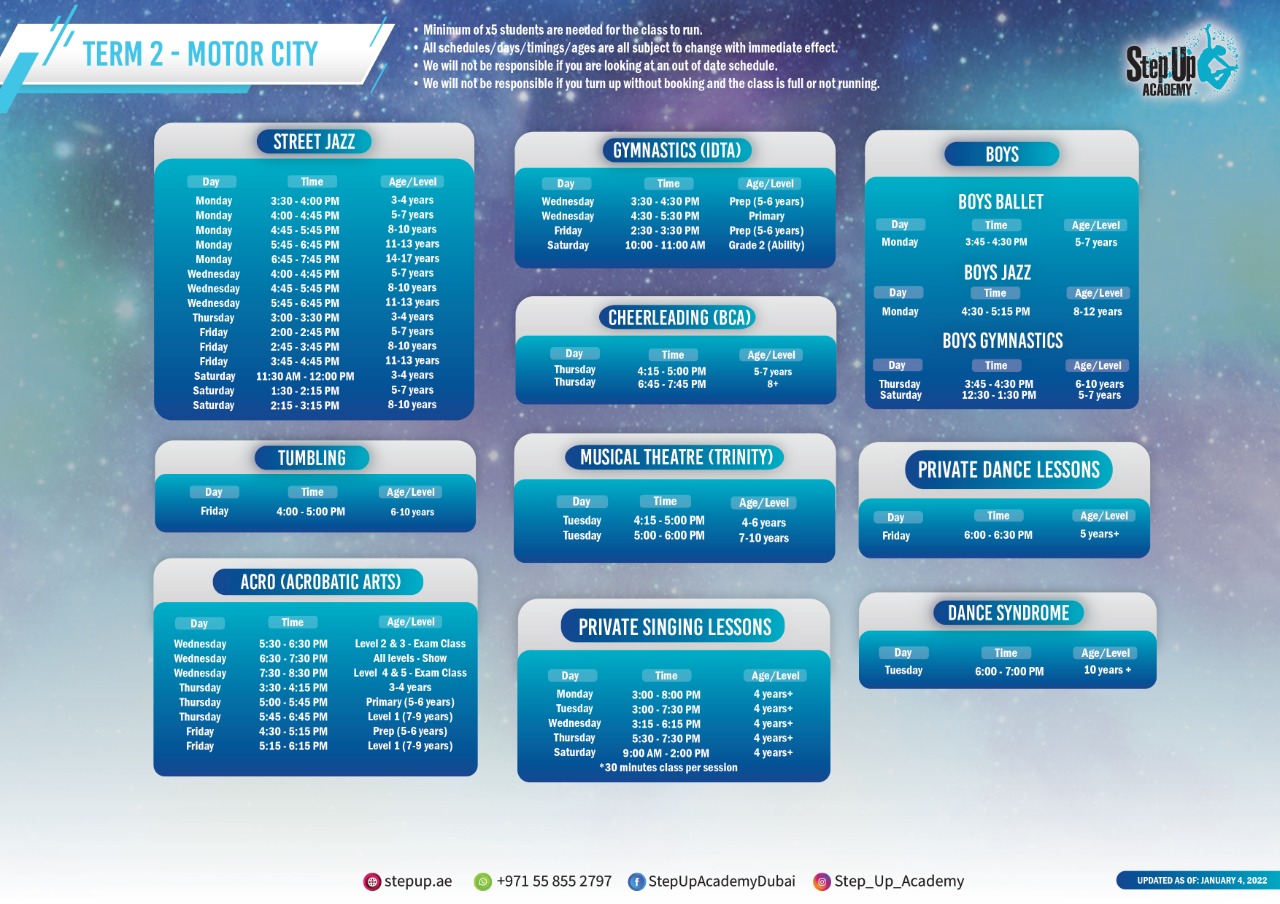 TERM 2 - MOTOR CITY
• Minimum of x5 students are needed for the class to run.
• All schedules/days/timings/ages are all subject to change with immediate effect.
• We will not be responsible if you are looking at an out of date schedule.
• We will not be responsible if you turn up without booking and the class is full or not running.
Step Up
ACADEMY
STREET JAZZ
Day Time Age/Level
Monday 3:30 - 4:00 PM 3-4 years
Monday 4:00 - 4:45 PM 5-7 years
Monday 4:45 - 5:45 PM 8-10 years
Monday 5:45 - 6:45 PM 11-13 years
Monday 6:45 - 7:45 PM 14-17 years
Wednesday 4:00 - 4:45 PM 5-7 years
Wednesday 4:45 - 5:45 PM 8-10 years
Wednesday 5:45 - 6:45 PM 11-13 years
Thursday 3:00 - 3:30 PM 3-4 years
Friday 2:00 - 2:45 PM 5-7 years
Friday 2:45 - 3:45 PM 8-10 years
Friday 3:45 - 4:45 PM 11-13 years
Saturday 11:30 AM - 12:00 PM 3-4 years
Saturday 1:30 - 2:15 PM 5-7 years
Saturday 2:15 - 3:15 PM 8-10 years
TUMBLING
Day Time Age/Level
Friday 4:00 - 5:00 PM 6-10 years
ACRO (ACROBATIC ARTS)
Day Time Age/Level
Wednesday 5:30 - 6:30 PM Level 2 & 3 - Exam Class
Wednesday 6:30 - 7:30 PM All levels - Show
Wednesday 7:30 - 8:30 PM Level 4 & 5 - Exam Class
Thursday 3:30 - 4:15 PM 3-4 years
Thursday 5:00 - 5:45 PM Primary (5-6 years)
Thursday 5:45 - 6:45 PM Level 1 (7-9 years)
Friday 4:30 - 5:15 PM Prep (5-6 years)
Friday 5:15 - 6:15 PM Level 1 (7-9 years)
GYMNASTICS (IDTA)
Day Time Age/Level
Wednesday 3:30 - 4:30 PM Prep (5-6 years)
Wednesday 4:30 - 5:30 PM Primary
Friday 2:30 - 3:30 PM Prep (5-6 years)
Saturday 10:00 - 11:00 AM Grade 2 (Ability)
CHEERLEADING (BCA)
Day Time Age/Level
Thursday 4:15 - 5:00 PM 5-7 years
Thursday 6:45 - 7:45 PM 8+
MUSICAL THEATRE (TRINITY)
Day Time Age/Level
Tuesday 4:15 - 5:00 PM 4-6 years
Tuesday 5:00 - 6:00 PM 7-10 years
PRIVATE SINGING LESSONS
Day Time Age/Level
Monday 3:00 - 8:00 PM 4 years+
Tuesday 3:00 - 7:30 PM 4 years+
Wednesday 3:15 - 6:15 PM 4 years+
Thursday 5:30 - 7:30 PM 4 years+
Saturday 9:00 AM - 2:00 PM 4 years+
*30 minutes class per session
BOYS
BOYS BALLET
Day Time Age/Level
Monday 3:45 - 4:30 PM 5-7 years
BOYS JAZZ
Day Time Age/Level
Monday 4:30 - 5:15 PM 8-12 years
BOYS GYMNASTICS
Day Time Age/Level
Thursday 3:45 - 4:30 PM 6-10 years
Saturday 12:30 - 1:30 PM 5-7 years
PRIVATE DANCE LESSONS
Day Time Age/Level
Friday 6:00 - 6:30 PM 5 years+
DANCE SYNDROME
Day Time Age/Level
Tuesday 6:00 - 7:00 PM 10 years +
stepup.ae +971 55 855 2797 StepUpAcademyDubai Step_Up_Academy
UPDATED AS OF: JANUARY 4, 2022